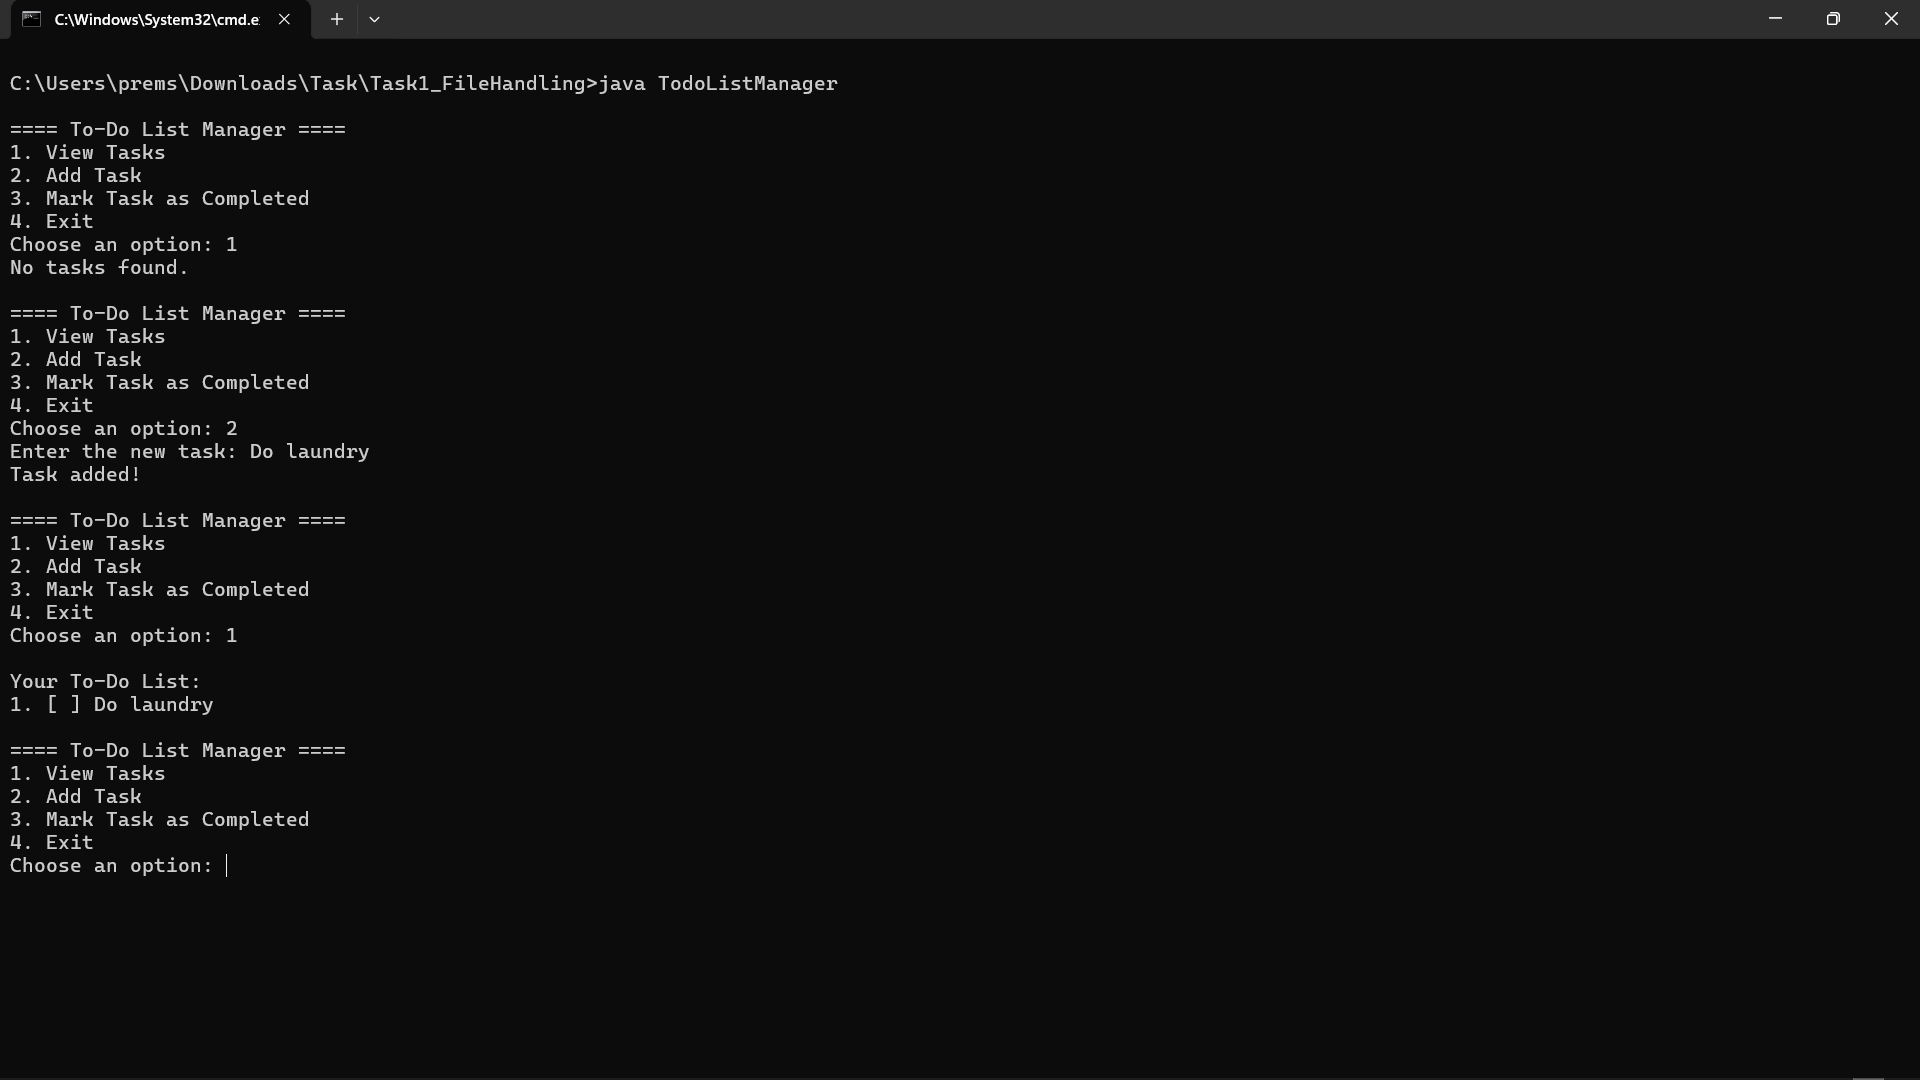 C:\Windows\System32\cmd.e
C:\Users\prems\Downloads\Task\Task1_FileHandling>java TodoListManager
==== To-Do List Manager ====
1. View Tasks
2. Add Task
3. Mark Task as Completed
4. Exit
Choose an option: 1
No tasks found.
==== To-Do List Manager ====
1. View Tasks
2. Add Task
3. Mark Task as Completed
4. Exit
Choose an option: 2
Enter the new task: Do laundry
Task added!
==== To-Do List Manager ====
1. View Tasks
2. Add Task
3. Mark Task as Completed
4. Exit
Choose an option: 1
Your To-Do List:
1. [ ] Do laundry
==== To-Do List Manager ====
1. View Tasks
2. Add Task
3. Mark Task as Completed
4. Exit
Choose an option: